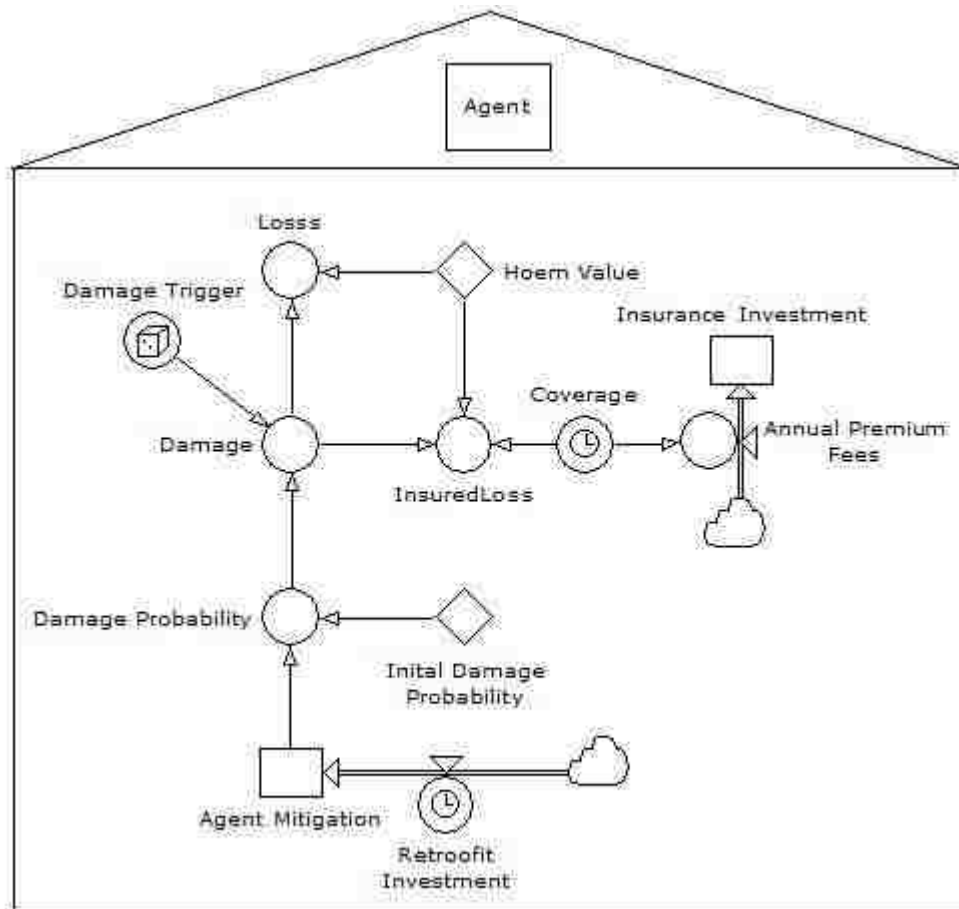 Agent
Losss
Hoem Value
Damage Trigger
Insurance Investment
Coverage
Damage
Annual Premium
Fees
InsuredLoss
Damage Probability
Inital Damage
Probability
Agent Mitigation
Retroofit
Investment